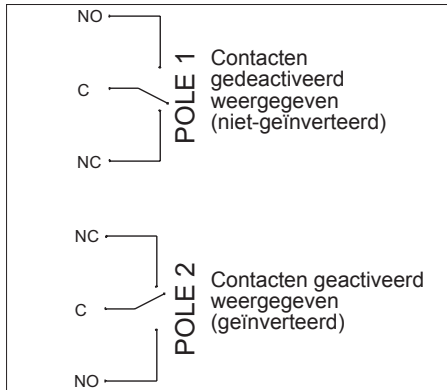 NO
C
NC
POLE 1
Contacten
gedeactiveerd
weergegeven
(niet-geïnverteerd)
NC
C
NO
POLE 2
Contacten geactiveerd
weergegeven
(geïnverteerd)